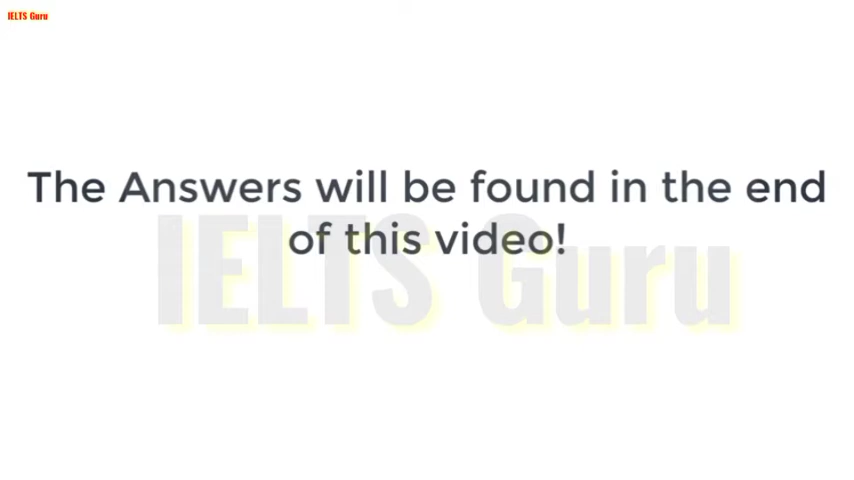 IELTS Guru
The Answers will be found in the end
of this video!
IELTS Guru